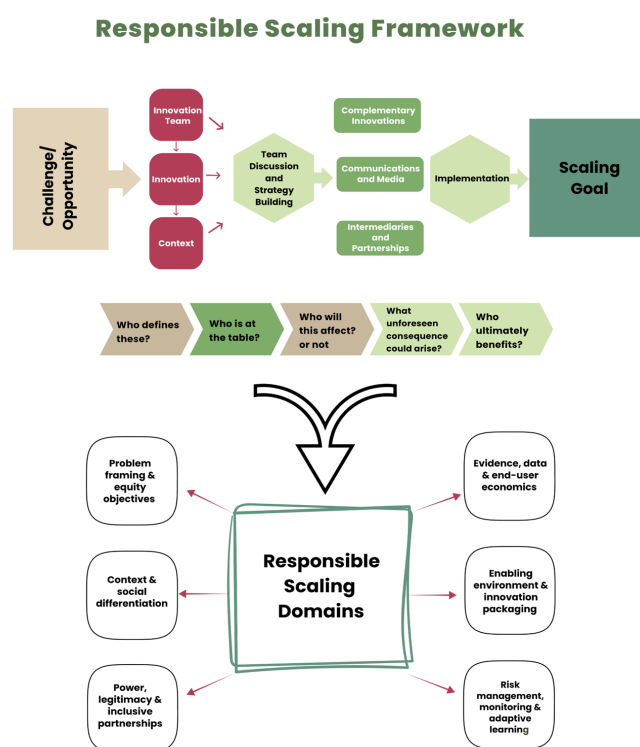 Responsible Scaling Framework
Challenge/
Opportunity
Innovation
Team
Innovation
Context
Team
Discussion
and
Strategy
Building
Complementary
Innovations
Communications
and Media
Intermediaries
and
Partnerships
Implementation
Scaling
Goal
Who defines
these?
Who is at
the table?
Who will
this affect?
or not
What
unforeseen
consequence
could arise?
Who
ultimately
benefits?
Problem
framing &
equity
objectives
Context &
social
differentiation
Power,
legitimacy &
inclusive
partnerships
Responsible
Scaling
Domains
Evidence, data
& end-user
economics
Enabling
environment &
innovation
packaging
Risk
management,
monitoring &
adaptive
learning